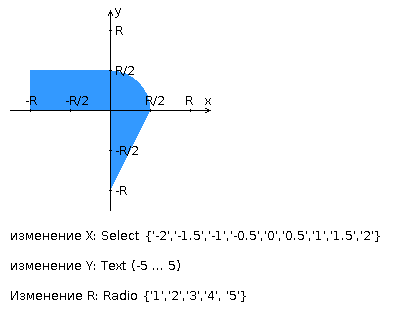 y
R
R/2
-R
-R/2
R/2
R
x
-R/2
-R
изменение X: Select {'-2','-1.5','-1','-0.5','0','0.5','1','1.5','2'}
изменение Y: Text (-5 ... 5)
Изменение R: Radio {'1','2','3','4', '5'}